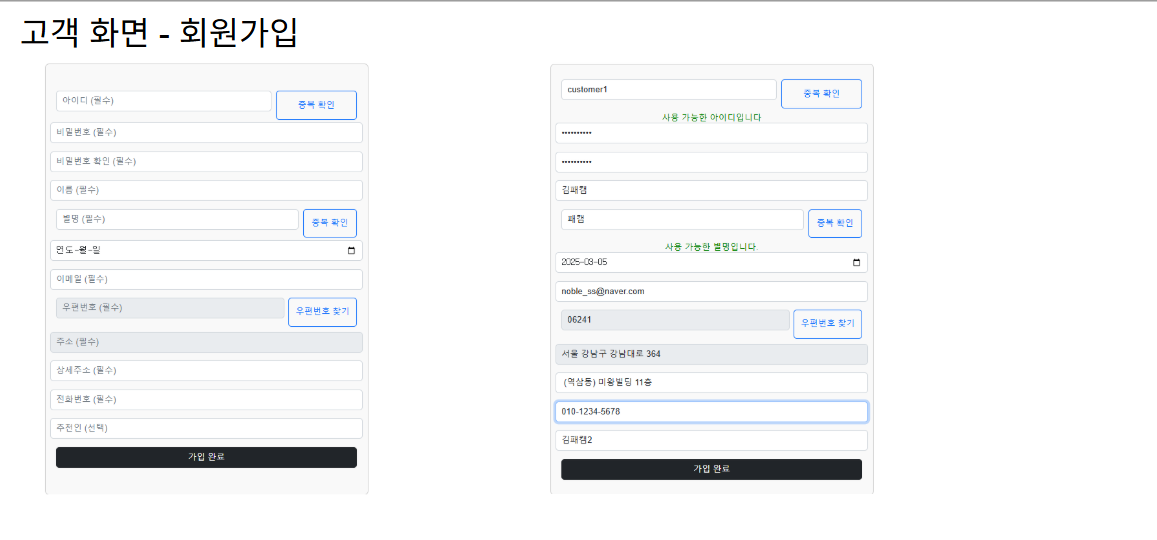 고객 화면 - 회원가입
아이디 (필수) 중복 확인
비밀번호 (필수)
비밀번호 확인 (필수)
이름 (필수)
별명 (필수) 중복 확인
연도-월-일
이메일 (필수)
우편번호 (필수) 우편번호 찾기
주소 (필수)
상세주소 (필수)
전화번호 (필수)
추천인 (선택)
가입 완료
customer1 중복 확인
사용 가능한 아이디입니다
••••••••••
••••••••••
김패캠
패캠 중복 확인
사용 가능한 별명입니다.
2025-03-05
noble_ss@naver.com
06241 우편번호 찾기
서울 강남구 강남대로 364
(역삼동) 미왕빌딩 11층
010-1234-5678
김패캠2
가입 완료